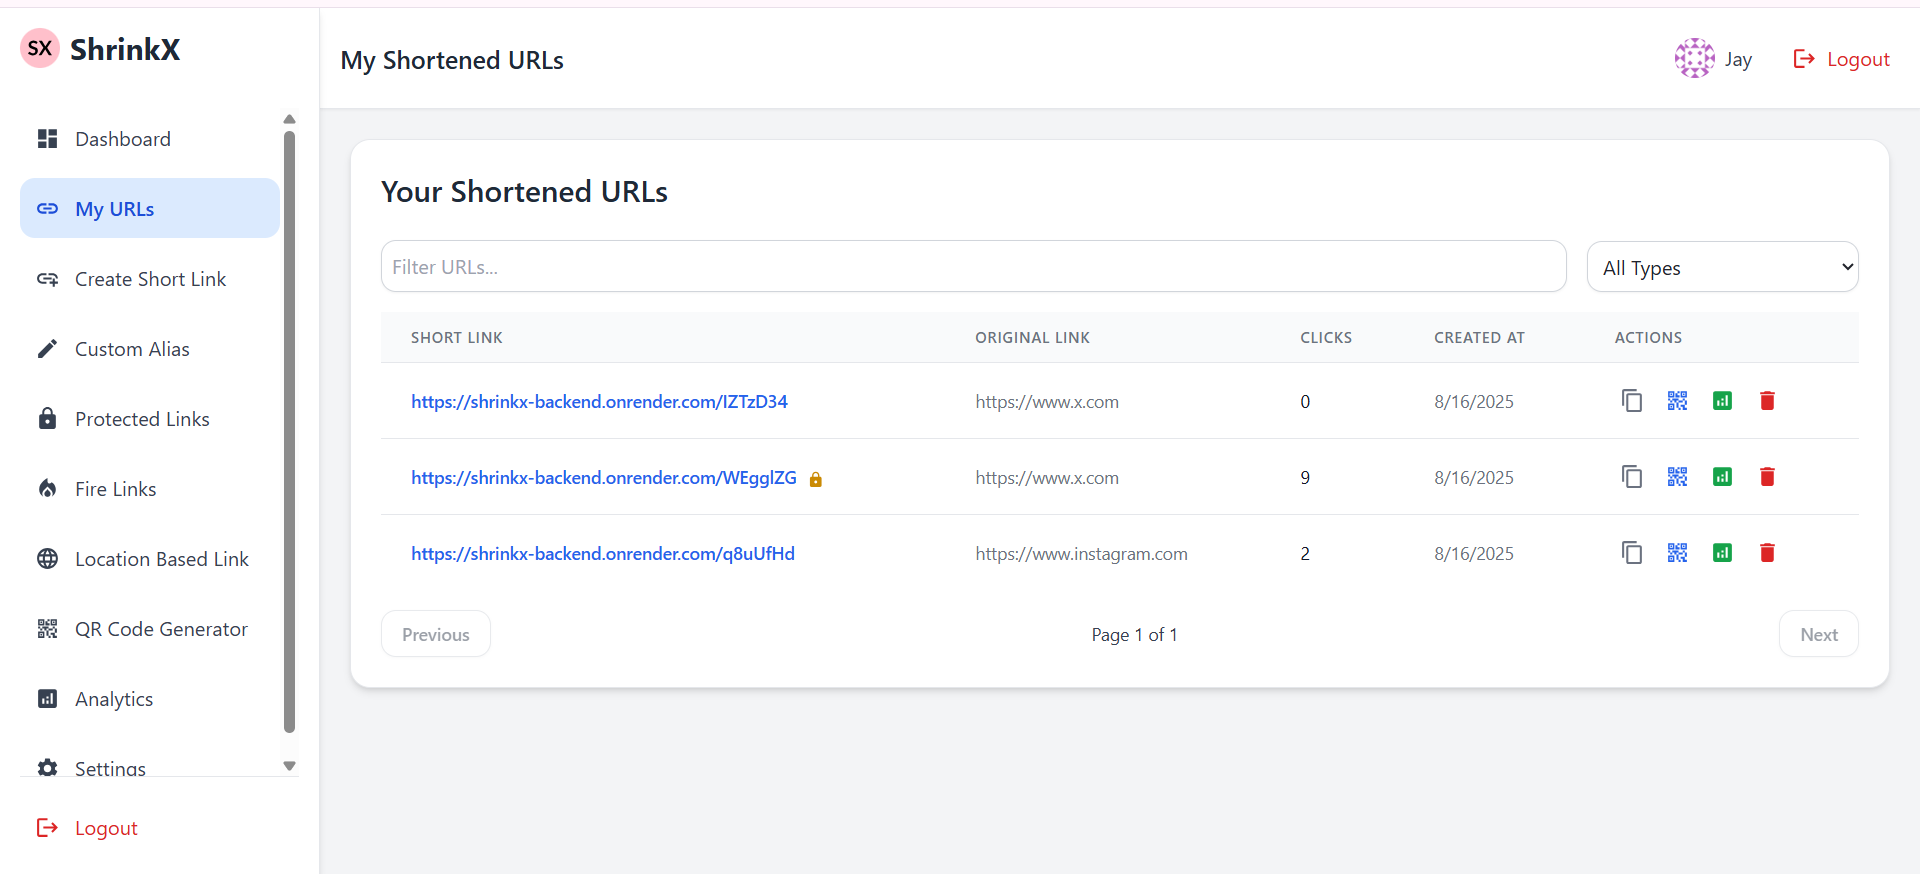 SX ShrinkX
My Shortened URLs
Jay
Logout
Dashboard
My URLs
Create Short Link
Custom Alias
Protected Links
Fire Links
Location Based Link
QR Code Generator
Analytics
Settings
Logout
Your Shortened URLs
Filter URLs...
All Types
SHORT LINK ORIGINAL LINK CLICKS CREATED AT ACTIONS
https://shrinkx-backend.onrender.com/IZTzD34 https://www.x.com 0 8/16/2025
https://shrinkx-backend.onrender.com/WEgglZG https://www.x.com 9 8/16/2025
https://shrinkx-backend.onrender.com/q8uUfHd https://www.instagram.com 2 8/16/2025
Previous Page 1 of 1 Next